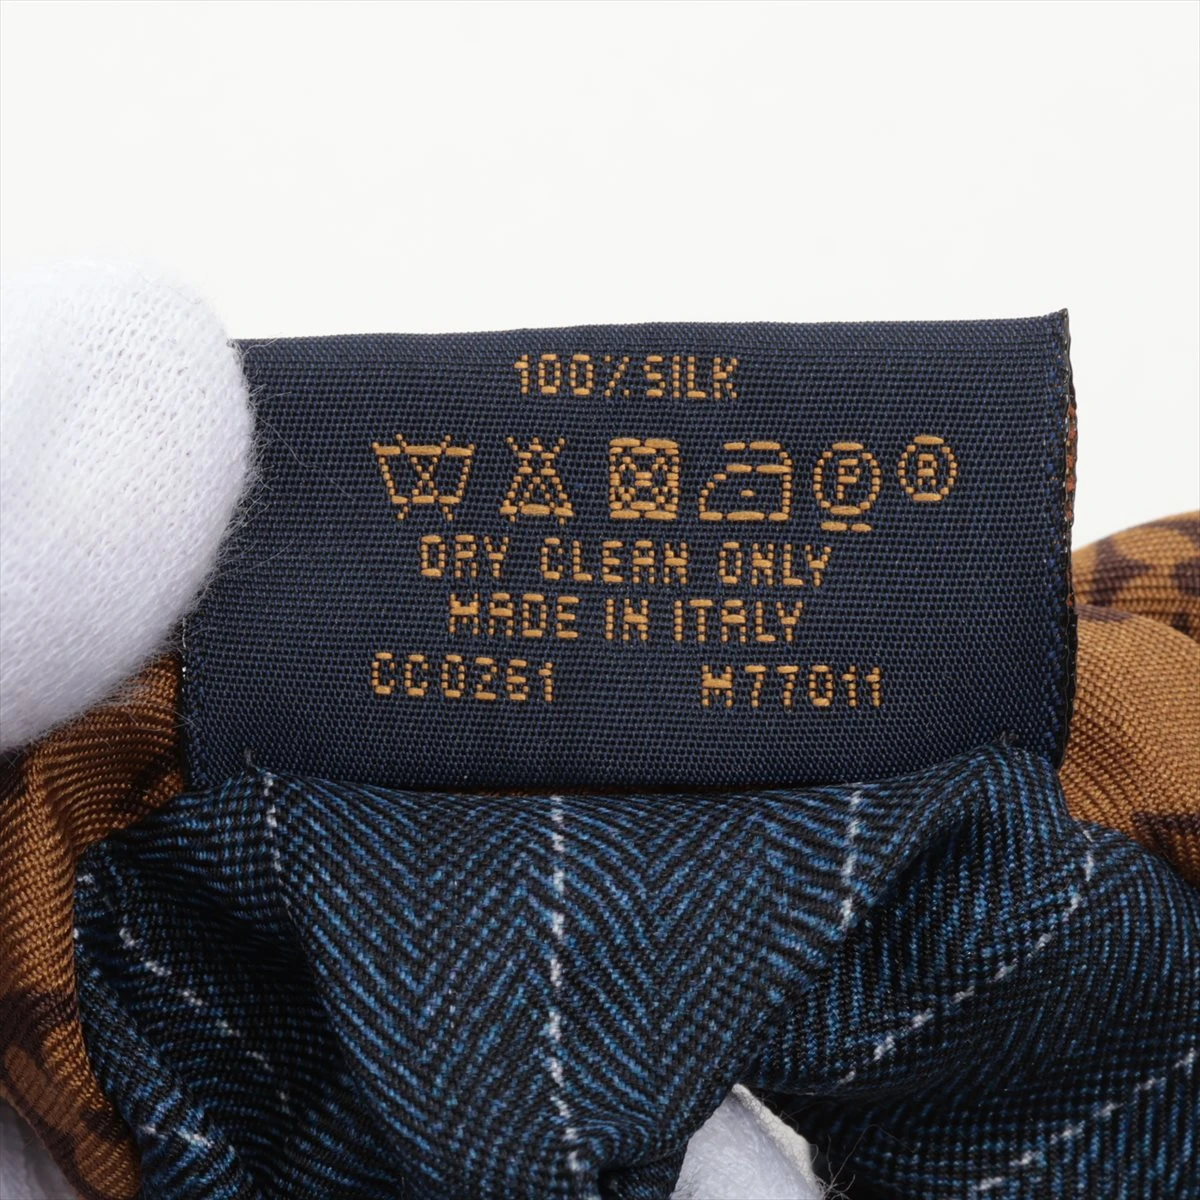 100% SILK
P R
DRY CLEAN ONLY
MADE IN ITALY
CC0261 M77011